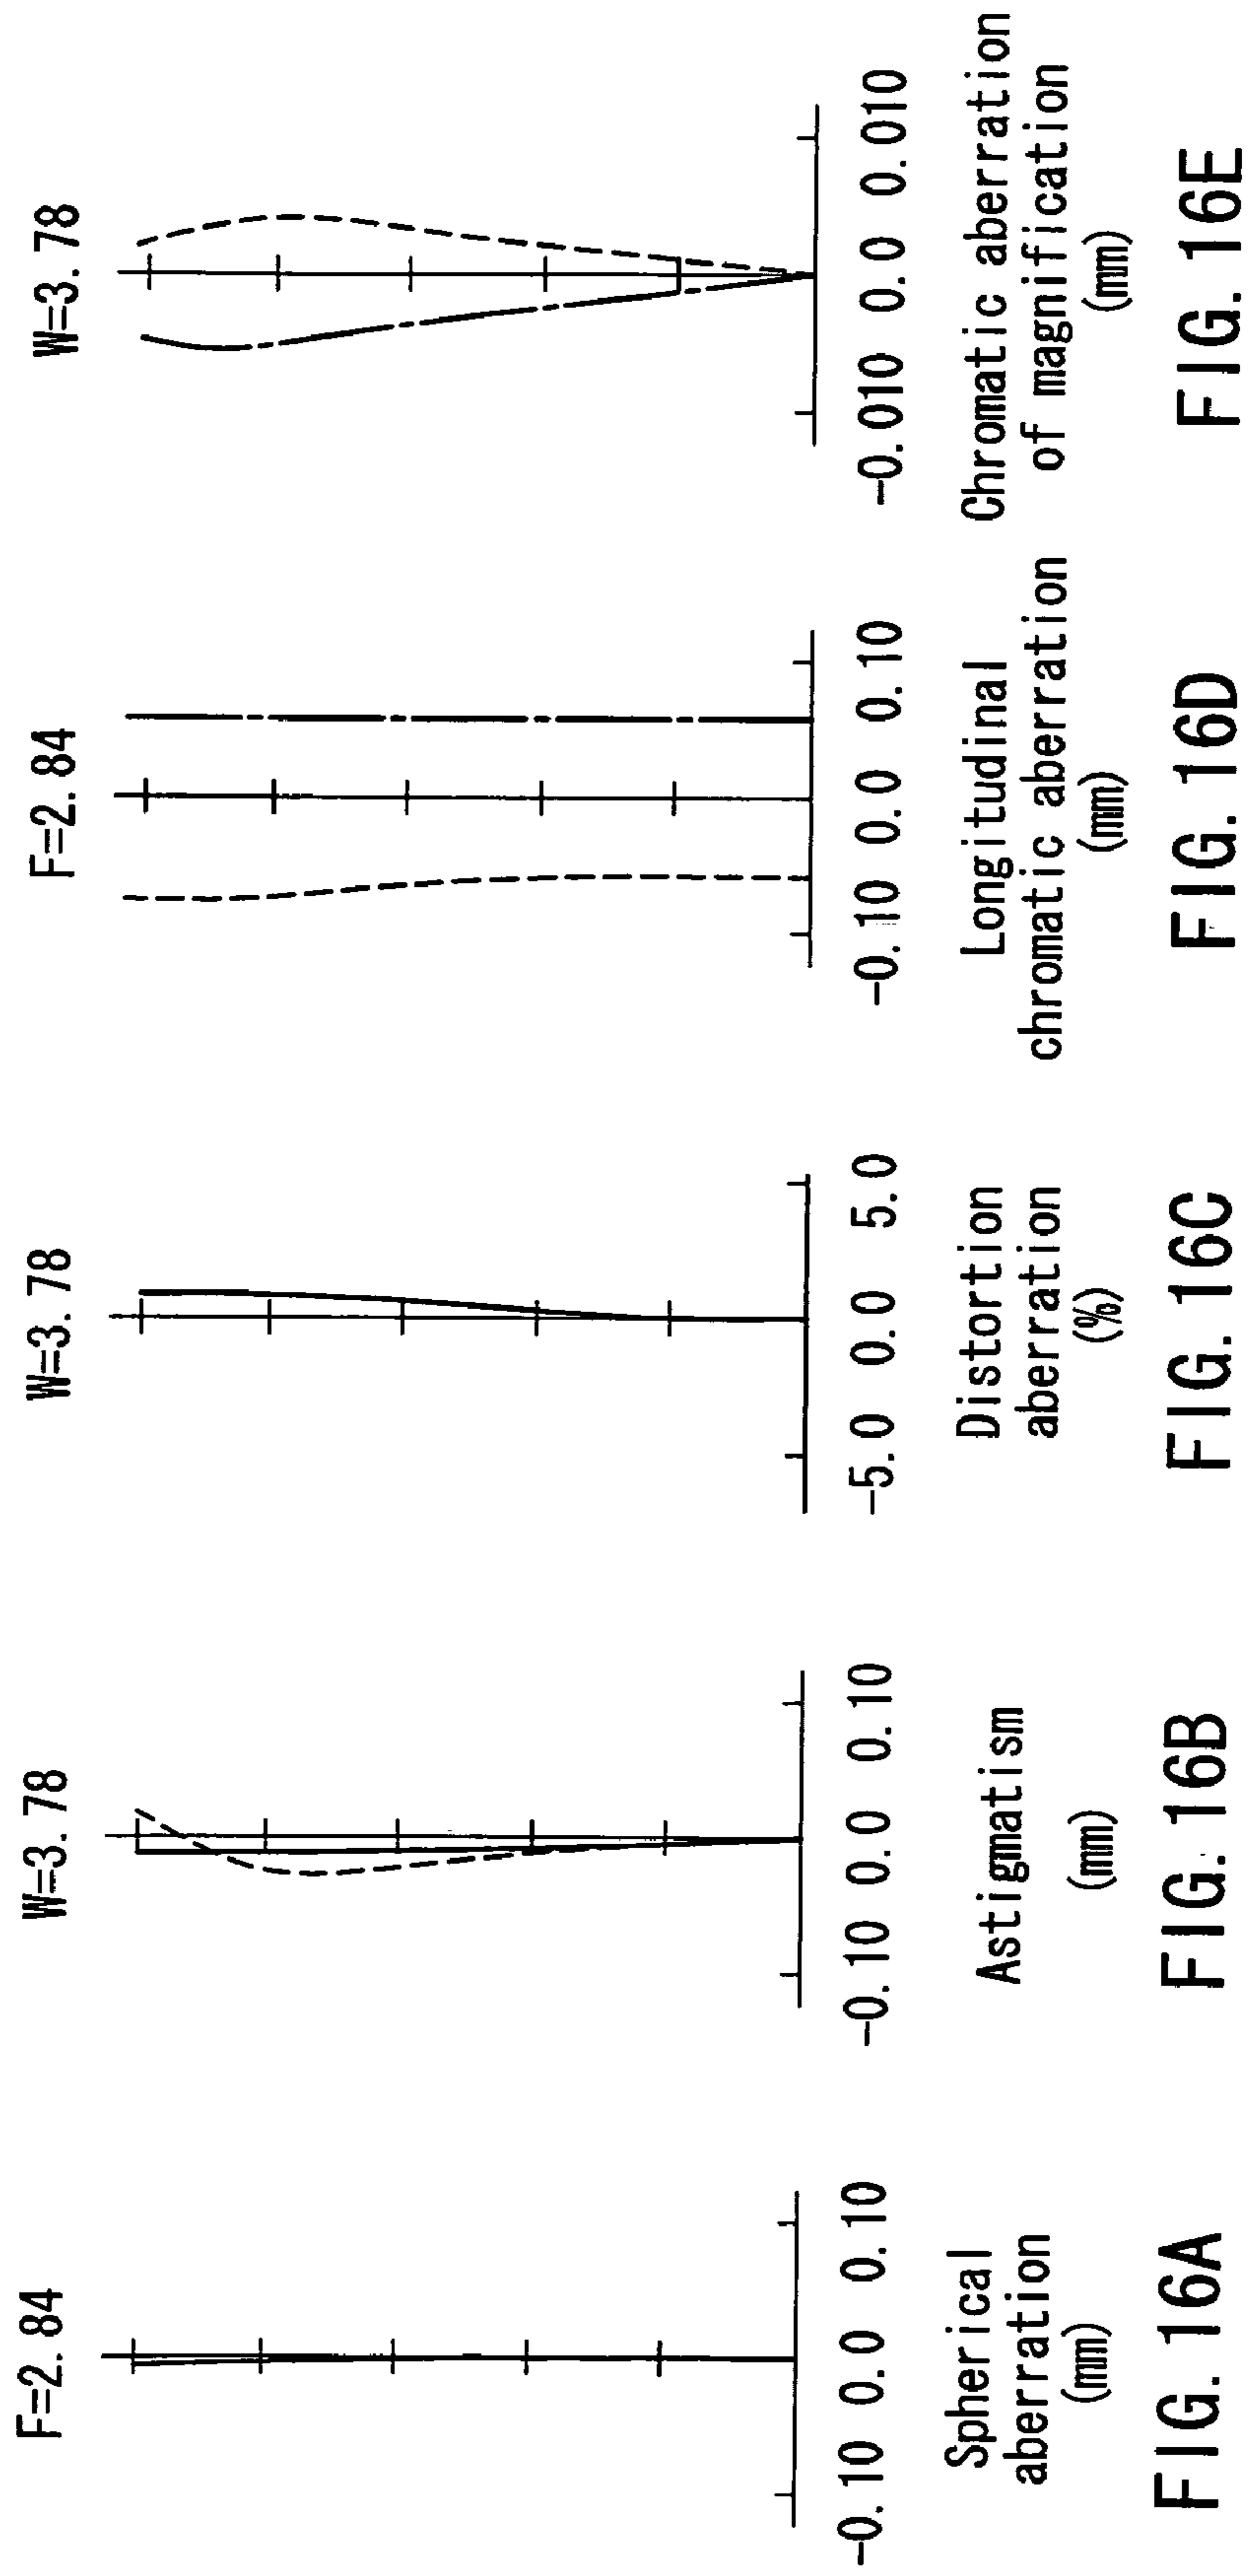 F=2.84
-0.10 0.0 0.10
Spherical
aberration
(mm)
FIG. 16A
W=3.78
-0.10 0.0 0.10
Astigmatism
(mm)
FIG. 16B
W=3.78
-5.0 0.0 5.0
Distortion
aberration
(%)
FIG. 16C
F=2.84
-0.10 0.0 0.10
Longitudinal
chromatic aberration
(mm)
FIG. 16D
W=3.78
-0.010 0.0 0.010
Chromatic aberration
of magnification
(mm)
FIG. 16E